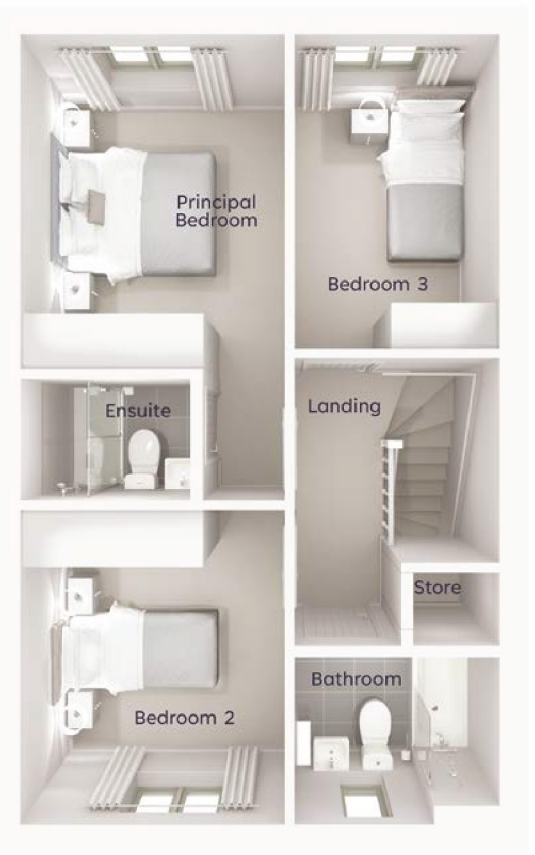 Principal
Bedroom
Bedroom 3
Ensuite
Landing
Store
Bathroom
Bedroom 2